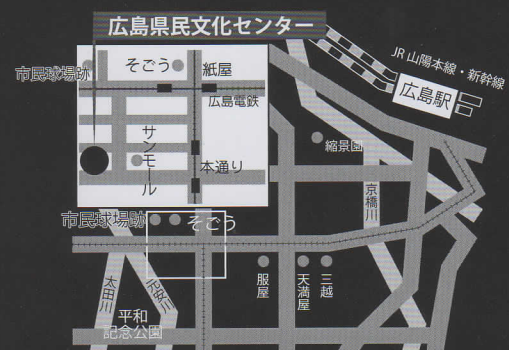 広島県民文化センター
JR山陽本線・新幹線
広島駅
市民球場跡
そごう
紙屋
広島電鉄
サンモール
本通り
縮景園
京橋川
市民球場跡
そごう
服屋
天満屋
三越
太田川
元安川
平和
記念公園